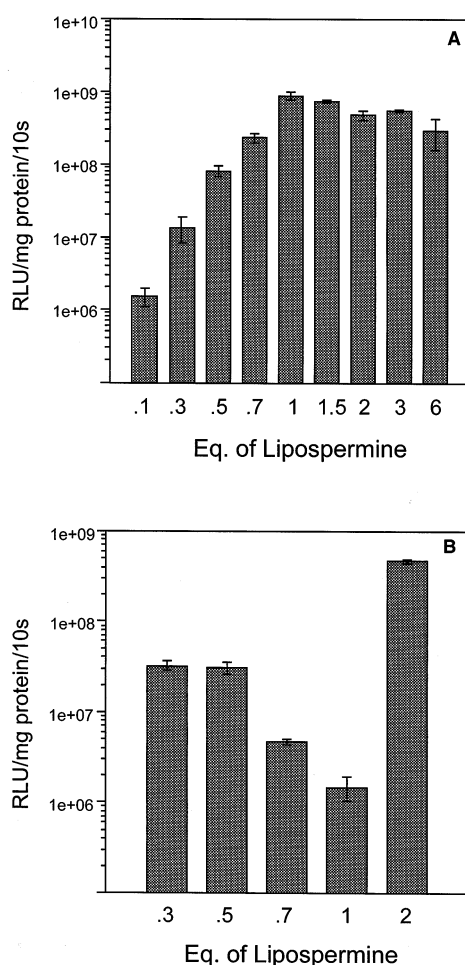 A
1e+10
1e+09
1e+08
1e+07
1e+06
RLU/mg protein/10s
.1 .3 .5 .7 1 1.5 2 3 6
Eq. of Lipospermine
B
1e+09
1e+08
1e+07
1e+06
RLU/mg protein/10s
.3 .5 .7 1 2
Eq. of Lipospermine